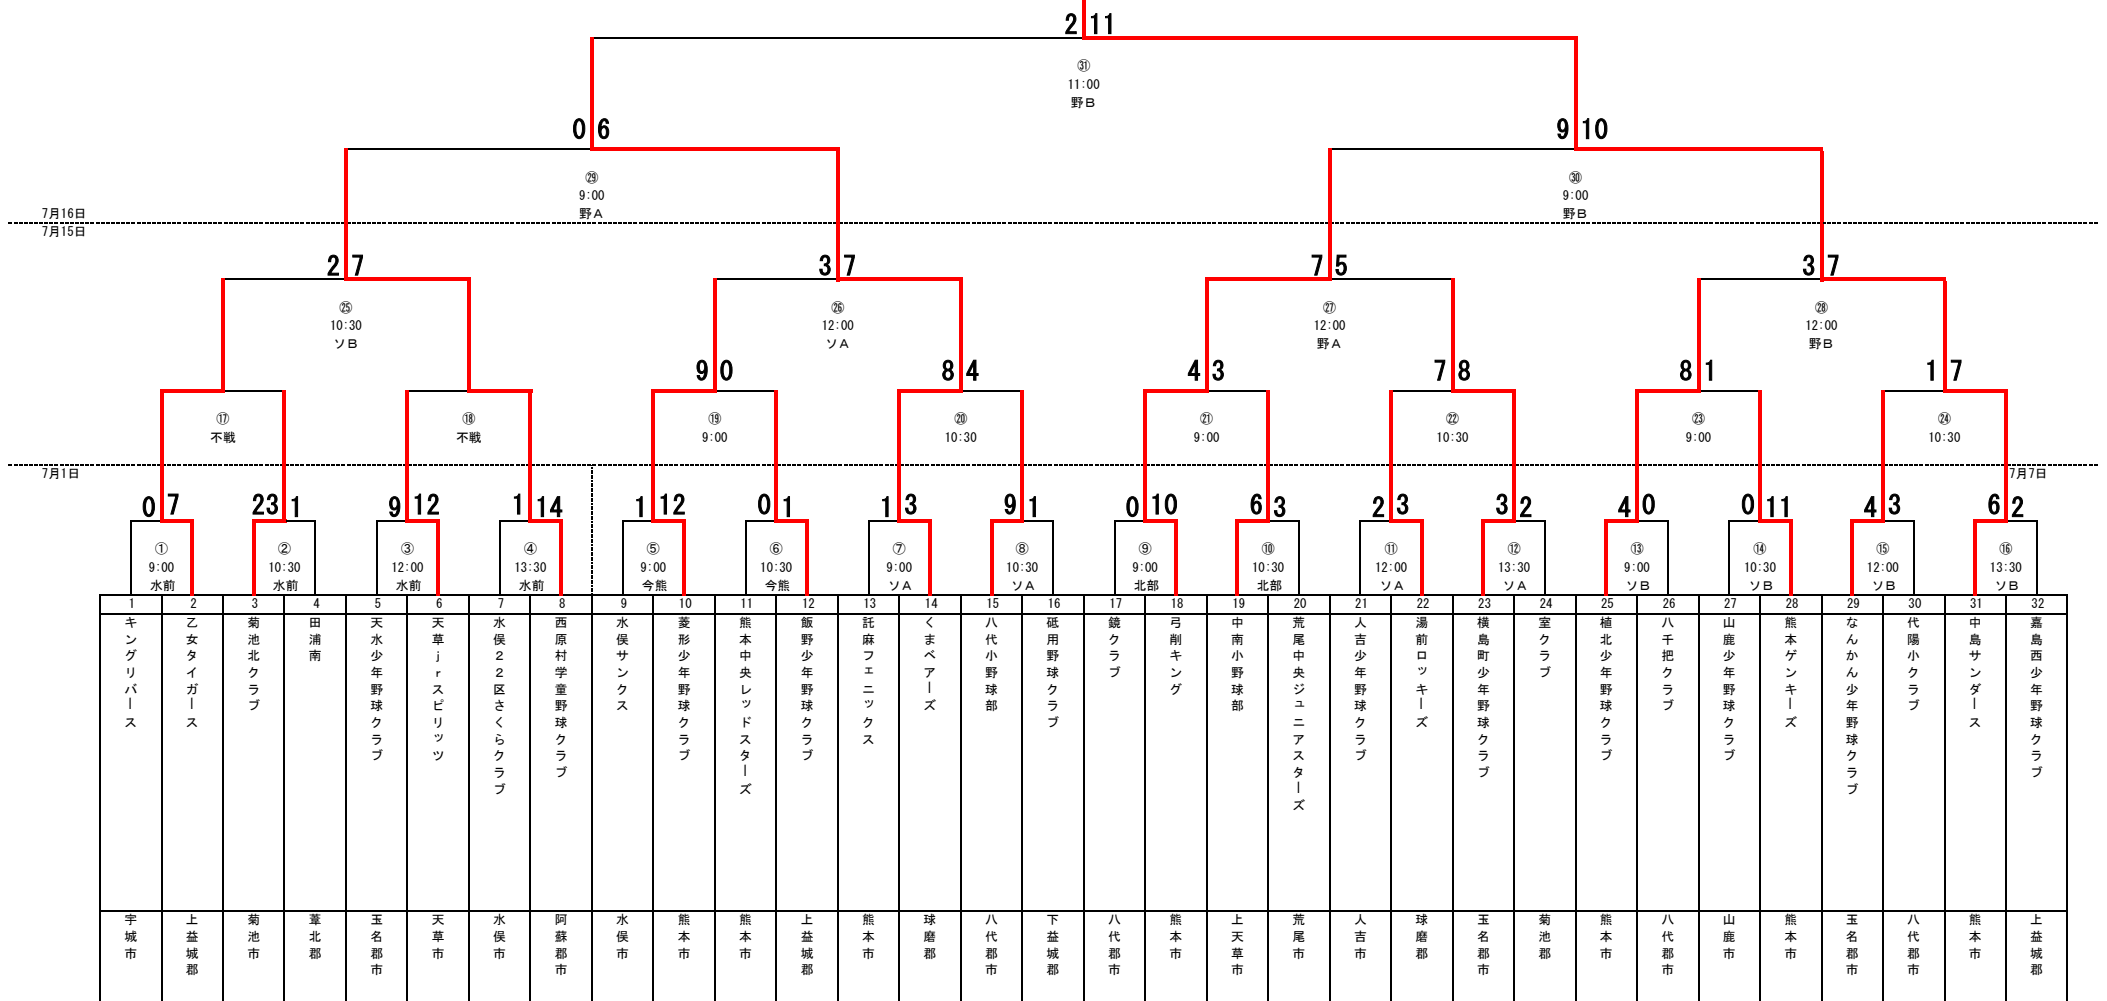 2 11
㉛
11:00
野B
0 6
9 10
㉙
9:00
野A
㉚
9:00
野B
7月16日
7月15日
2 7
3 7
7 5
3 7
㉕
10:30
ソB
㉖
12:00
ソA
㉗
12:00
野A
㉘
12:00
野B
9 0
8 4
4 3
7 8
8 1
1 7
⑰
不戦
⑱
不戦
⑲
9:00
⑳
10:30
㉑
9:00
㉒
10:30
㉓
9:00
㉔
10:30
7月1日
7月7日
0 7
23 1
9 12
1 14
1 12
0 1
1 3
9 1
0 10
6 3
2 3
3 2
4 0
0 11
4 3
6 2
①
9:00
水前
②
10:30
水前
③
12:00
水前
④
13:30
水前
⑤
9:00
今熊
⑥
10:30
今熊
⑦
9:00
ソA
⑧
10:30
ソA
⑨
9:00
北部
⑩
10:30
北部
⑪
12:00
ソA
⑫
13:30
ソA
⑬
9:00
ソB
⑭
10:30
ソB
⑮
12:00
ソB
⑯
13:30
ソB
1 2 3 4 5 6 7 8 9 10 11 12 13 14 15 16 17 18 19 20 21 22 23 24 25 26 27 28 29 30 31 32
キングリバース
乙女タイガース
菊池北クラブ
田浦南
天水少年野球クラブ
天草jrスピリッツ
水俣22区さくらクラブ
西原村学童野球クラブ
水俣サンクス
菱形少年野球クラブ
熊本中央レッドスターズ
飯野少年野球クラブ
託麻フェニックス
くまベアーズ
八代小野球部
砥用野球クラブ
鏡クラブ
弓削キング
中南小野球部
荒尾中央ジュニアスターズ
人吉少年野球クラブ
湯前ロッキーズ
横島町少年野球クラブ
室クラブ
植北少年野球クラブ
八千把クラブ
山鹿少年野球クラブ
熊本ゲンキーズ
なんかん少年野球クラブ
代陽小クラブ
中島サンダース
嘉島西少年野球クラブ
宇城市
上益城郡
菊池市
葦北郡
玉名郡市
天草市
水俣市
阿蘇郡市
水俣市
熊本市
熊本市
上益城郡
熊本市
球磨郡
八代郡市
下益城郡
八代郡市
熊本市
上天草市
荒尾市
人吉市
球磨郡
玉名郡市
菊池郡
熊本市
八代郡市
山鹿市
熊本市
玉名郡市
八代郡市
熊本市
上益城郡